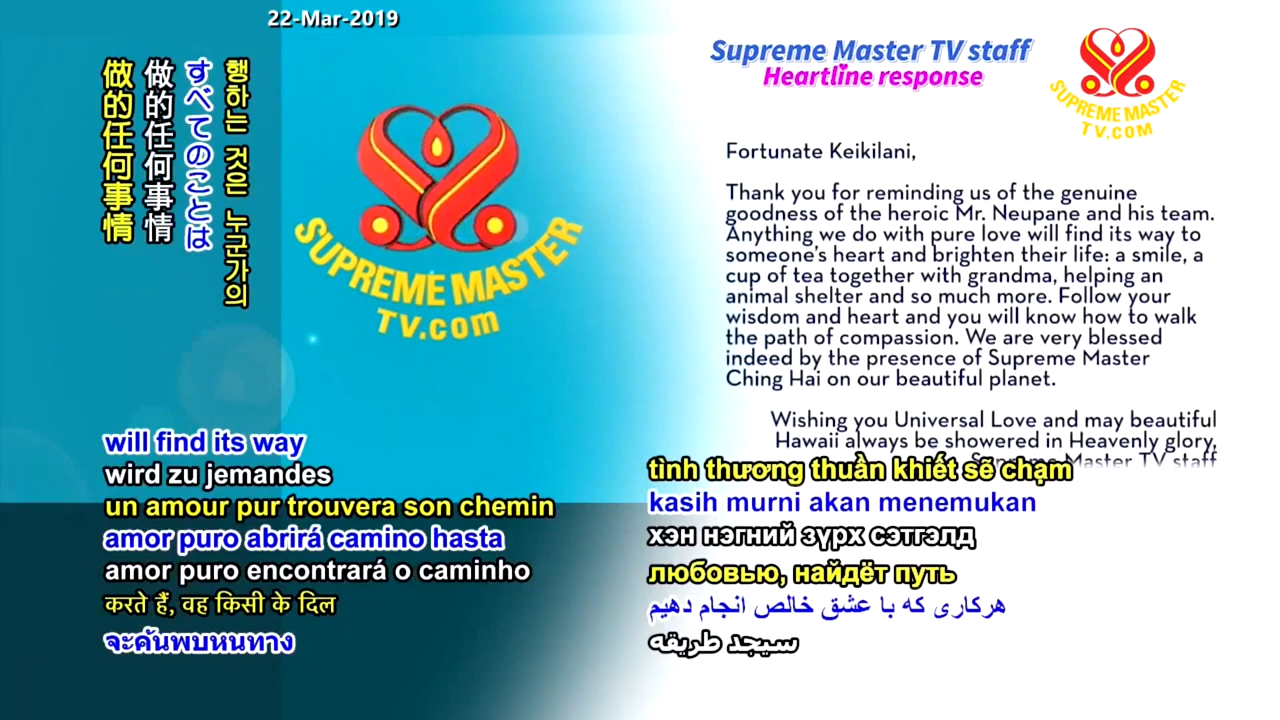 22-Mar-2019
做的任何事情
做的任何事情
すべてのことは
행하는 것은 누군가의
SUPREME MASTER
TV.com
Supreme Master TV staff
Heartline response
SUPREME MASTER
TV.COM
Fortunate Keikilani,
Thank you for reminding us of the genuine
goodness of the heroic Mr. Neupane and his team.
Anything we do with pure love will find its way to
someone's heart and brighten their life: a smile, a
cup of tea together with grandma, helping an
animal shelter and so much more. Follow your
wisdom and heart and you will know how to walk
the path of compassion. We are very blessed
indeed by the presence of Supreme Master
Ching Hai on our beautiful planet.
Wishing you Universal Love and may beautiful
Hawaii always be showered in Heavenly glory,
Supreme Master TV staff
will find its way
wird zu jemandes
un amour pur trouvera son chemin
amor puro abrirá camino hasta
amor puro encontrará o caminho
करते हैं, वह किसी के दिल
จะค้นพบหนทาง
tình thương thuần khiết sẽ chạm
kasih murni akan menemukan
хэн нэгний зүрх сэтгэлд
любовью, найдёт путь
هرکاری که با عشق خالص انجام دهیم
سيجد طريقه